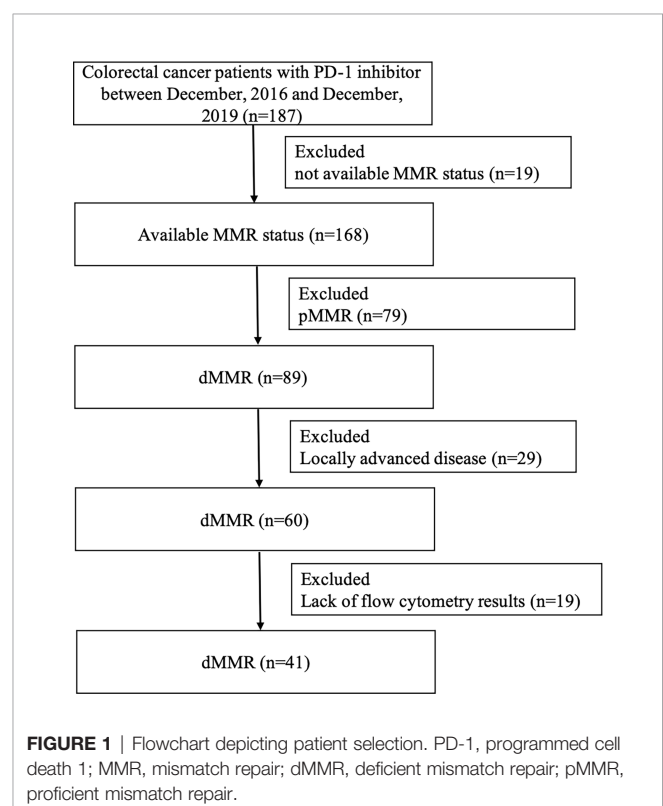 Colorectal cancer patients with PD-1 inhibitor
between December, 2016 and December,
2019 (n=187)
Excluded
not available MMR status (n=19)
Available MMR status (n=168)
Excluded
pMMR (n=79)
dMMR (n=89)
Excluded
Locally advanced disease (n=29)
dMMR (n=60)
Excluded
Lack of flow cytometry results (n=19)
dMMR (n=41)
FIGURE 1 | Flowchart depicting patient selection. PD-1, programmed cell
death 1; MMR, mismatch repair; dMMR, deficient mismatch repair; pMMR,
proficient mismatch repair.